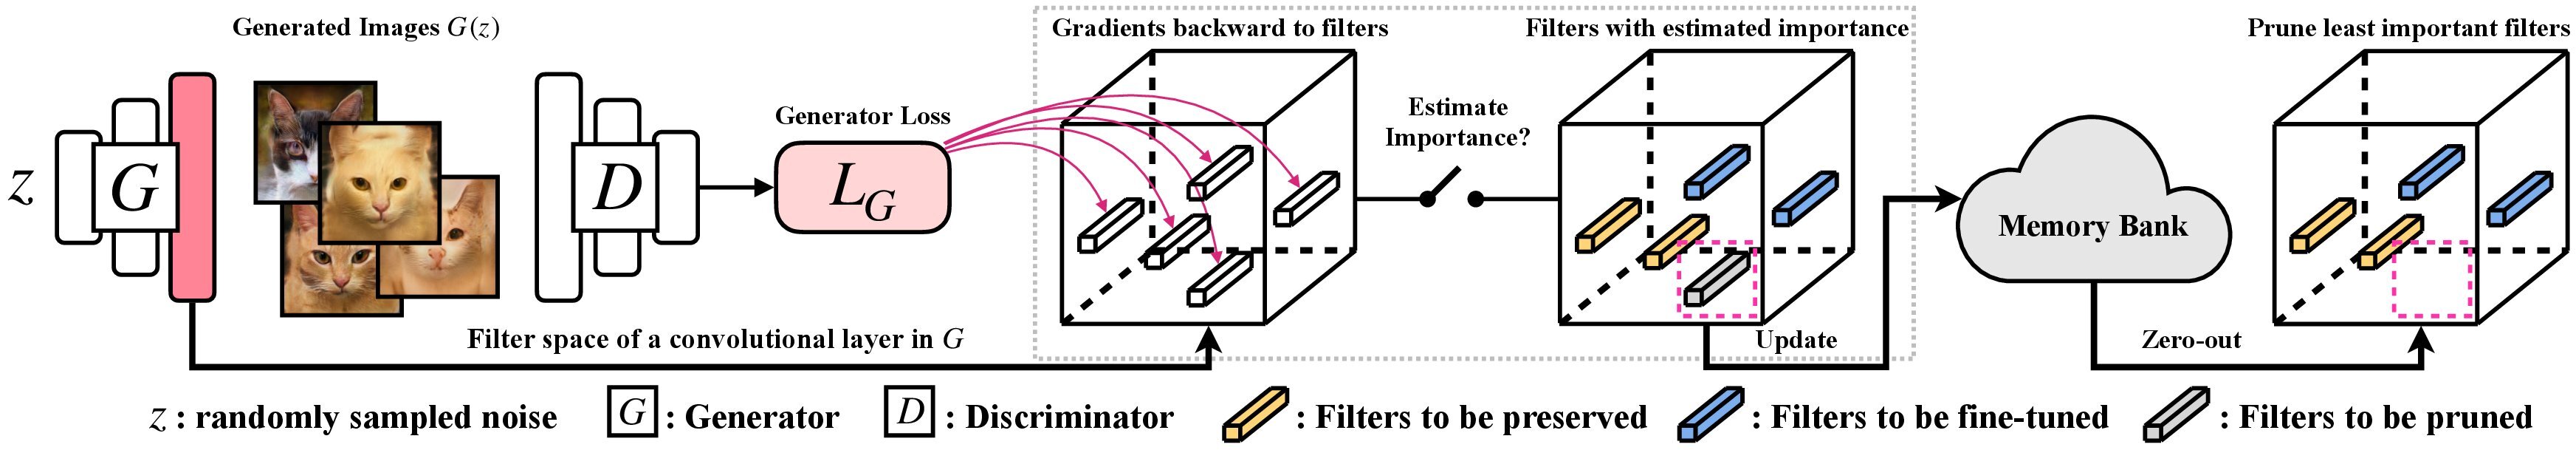 Generated Images G(z)
z
G
D
Generator Loss
L_G
Gradients backward to filters
Estimate
Importance?
Filters with estimated importance
Memory Bank
Prune least important filters
Filter space of a convolutional layer in G
Update
Zero-out
z : randomly sampled noise
G : Generator
D : Discriminator
: Filters to be preserved
: Filters to be fine-tuned
: Filters to be pruned